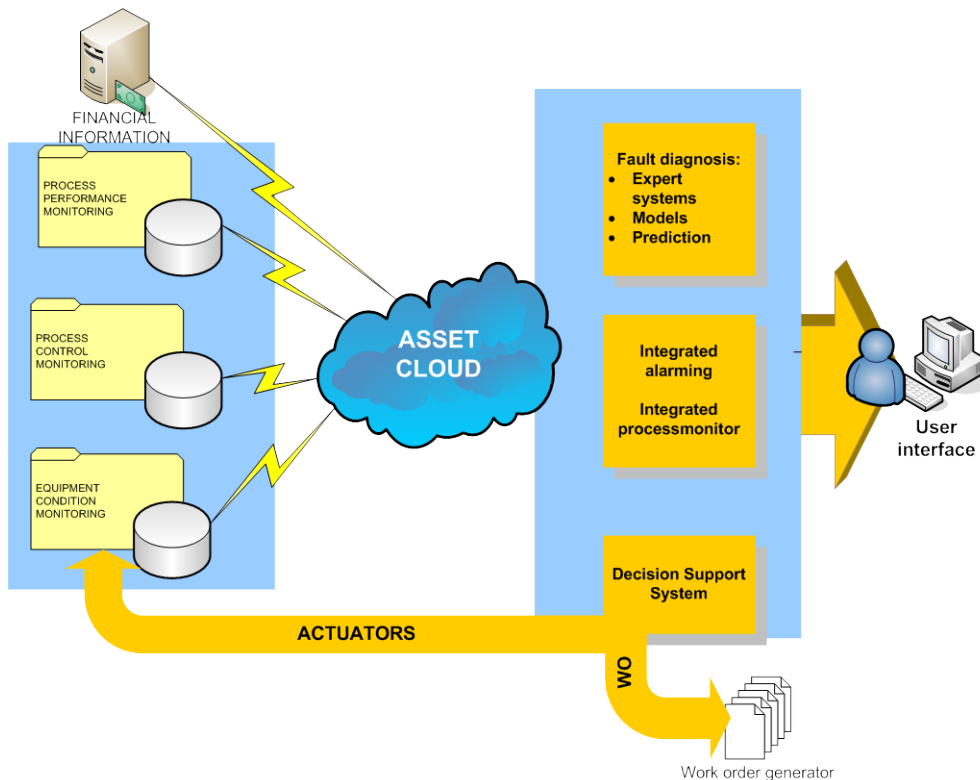 FINANCIAL
INFORMATION
PROCESS
PERFORMANCE
MONITORING
PROCESS
CONTROL
MONITORING
EQUIPMENT
CONDITION
MONITORING
ASSET
CLOUD
Fault diagnosis:
• Expert
systems
• Models
• Prediction
Integrated
alarming
Integrated
processmonitor
Decision Support
System
User
interface
ACTUATORS
WO
Work order generator